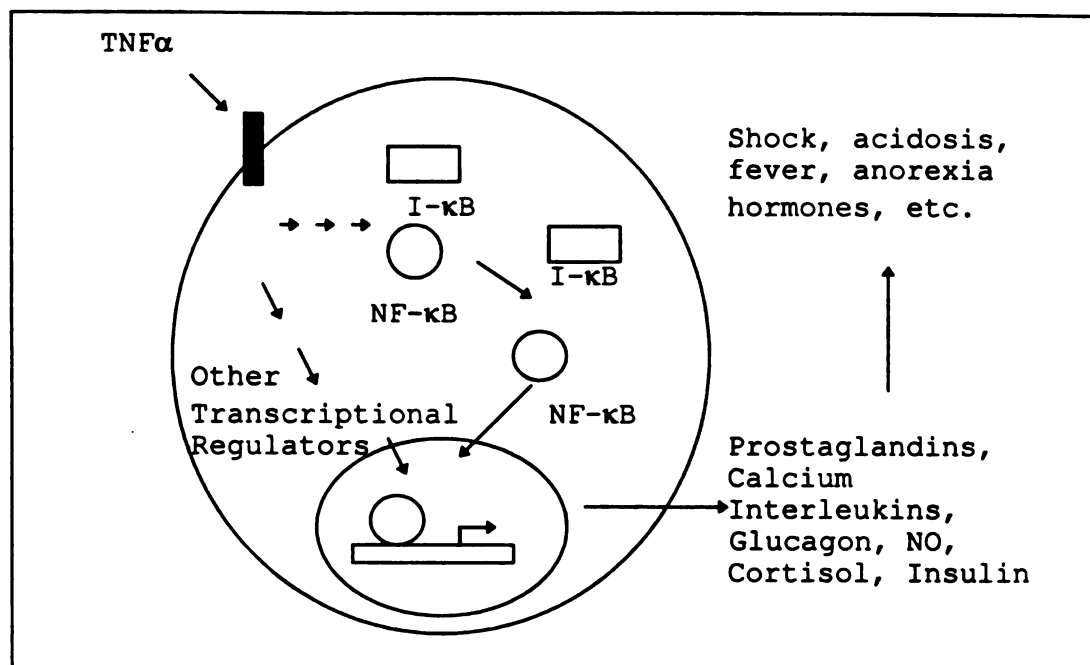 TNFα
I-κB
NF-κB
I-κB
NF-κB
Other
Transcriptional
Regulators
Shock, acidosis,
fever, anorexia
hormones, etc.
Prostaglandins,
Calcium
Interleukins,
Glucagon, NO,
Cortisol, Insulin